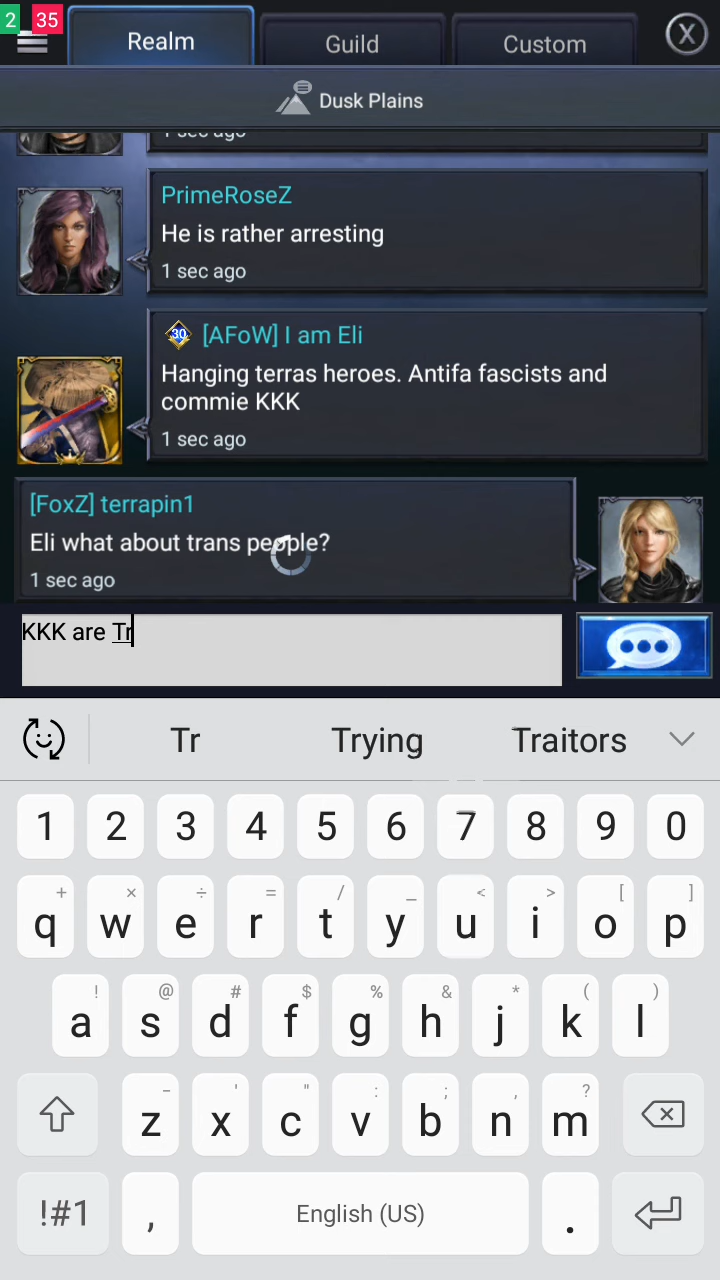 2 35
Realm Guild Custom X
Dusk Plains
1 sec ago
PrimeRoseZ
He is rather arresting
1 sec ago
30 [AFoW] I am Eli
Hanging terras heroes. Antifa fascists and
commie KKK
1 sec ago
[FoxZ] terrapin1
Eli what about trans people?
1 sec ago
KKK are Tr
Tr Trying Traitors
1 2 3 4 5 6 7 8 9 0
+ × ÷ = / _ < > [ ]
q w e r t y u i o p
! @ # $ % & * ( )
a s d f g h j k l
- ' " : ; , ?
z x c v b n m
!#1 , English (US) .